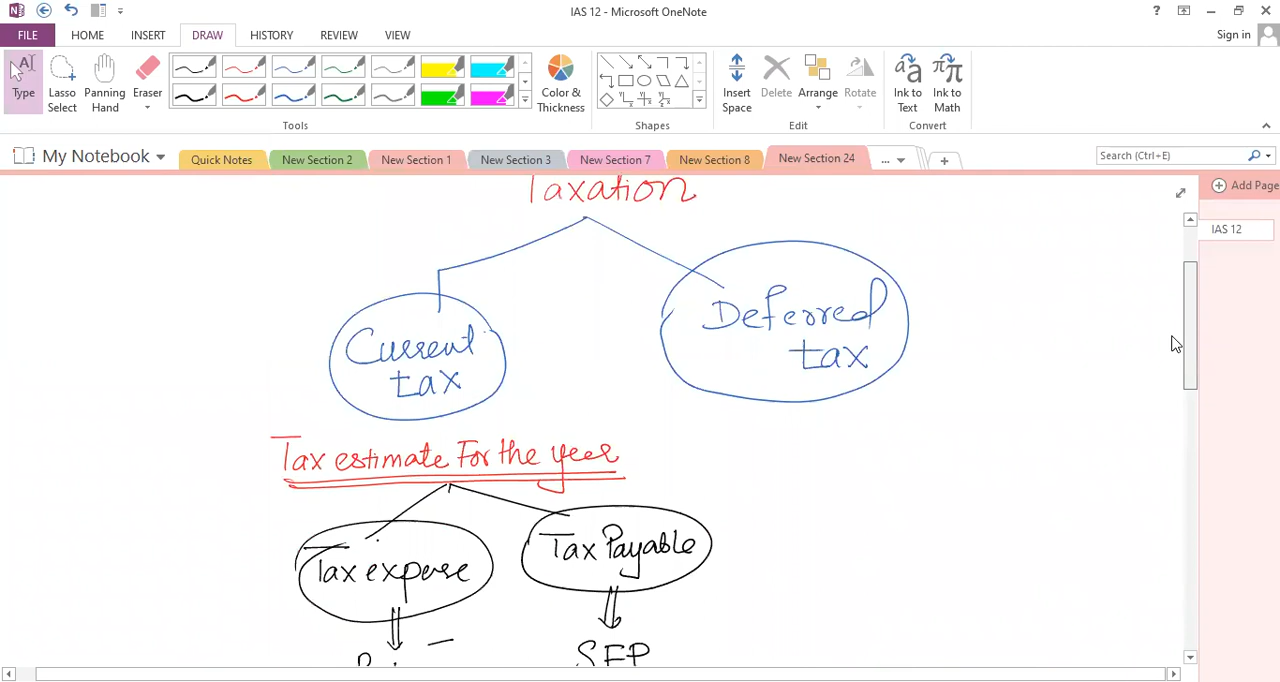 IAS 12 - Microsoft OneNote
FILE HOME INSERT DRAW HISTORY REVIEW VIEW Sign in
Type
Lasso Select
Panning Hand
Eraser
Color & Thickness
Insert Space
Delete
Arrange
Rotate
Ink to Text
Ink to Math
Tools Shapes Edit Convert
My Notebook Quick Notes New Section 2 New Section 1 New Section 3 New Section 7 New Section 8 New Section 24 ... Search (Ctrl+E)
Add Page
IAS 12
Taxation
Current tax
Deferred tax
Tax estimate For the year
Tax expese
Tax Payable
SFP